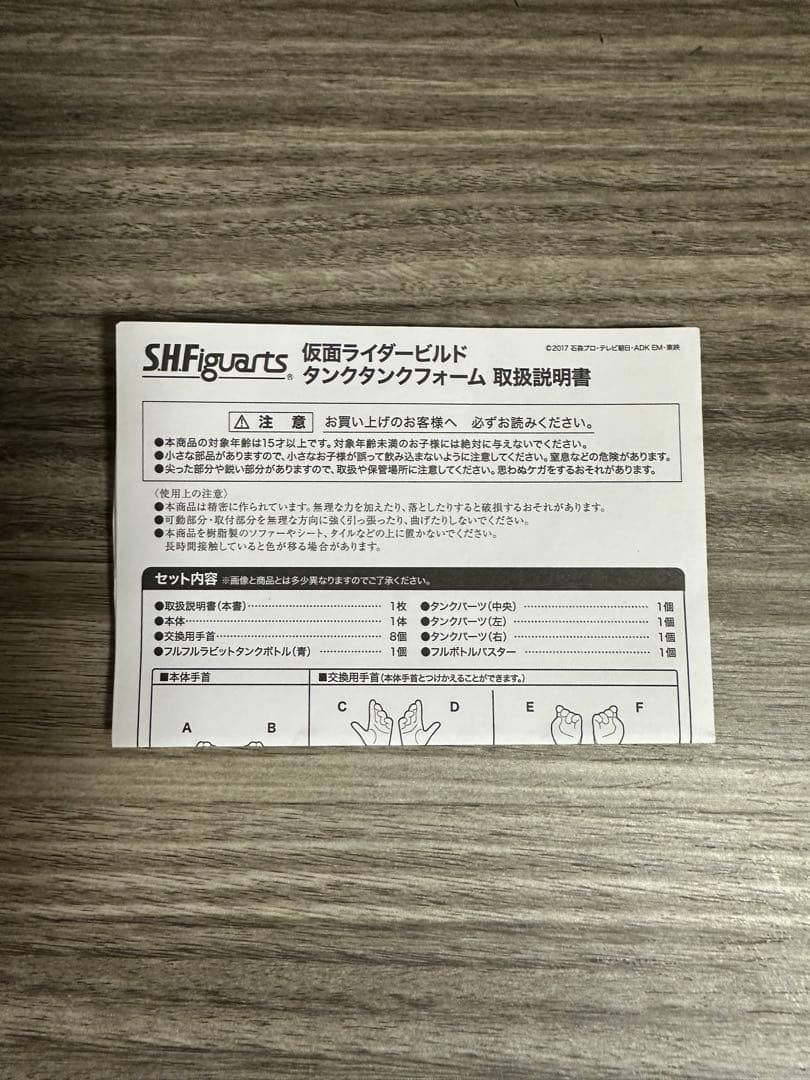 S.H.Figuarts®
仮面ライダービルド
タンクタンクフォーム 取扱説明書
©2017 石森プロ・テレビ朝日・ADK EM・東映
⚠ 注 意 お買い上げのお客様へ 必ずお読みください。
●本商品の対象年齢は15才以上です。対象年齢未満のお子様には絶対に与えないでください。
●小さな部品がありますので、小さなお子様が誤って飲み込まないように注意してください。窒息などの危険があります。
●尖った部分や鋭い部分がありますので、取扱や保管場所に注意してください。思わぬケガをするおそれがあります。
〈使用上の注意〉
●本商品は精密に作られています。無理な力を加えたり、落としたりすると破損するおそれがあります。
●可動部分・取付部分を無理な方向に強く引っ張ったり、曲げたりしないでください。
●本商品を樹脂製のソファーやシート、タイルなどの上に置かないでください。
長時間接触していると色が移る場合があります。
セット内容 ※画像と商品とは多少異なりますのでご了承ください。
●取扱説明書(本書)・・・・・・・・・・・・・・・・・・ 1枚
●本体・・・・・・・・・・・・・・・・・・・・・・・・ 1体
●交換用手首・・・・・・・・・・・・・・・・・・・・・ 8個
●フルフルラビットタンクボトル(青) ・・・・・・・・・ 1個
●タンクパーツ(中央)・・・・・・・・・・・・・・・・・ 1個
●タンクパーツ(左)・・・・・・・・・・・・・・・・・・ 1個
●タンクパーツ(右)・・・・・・・・・・・・・・・・・・ 1個
●フルボトルバスター ・・・・・・・・・・・・・・・・・ 1個
■本体手首
■交換用手首(本体手首とつけかえることができます。)
A B
C D
E F